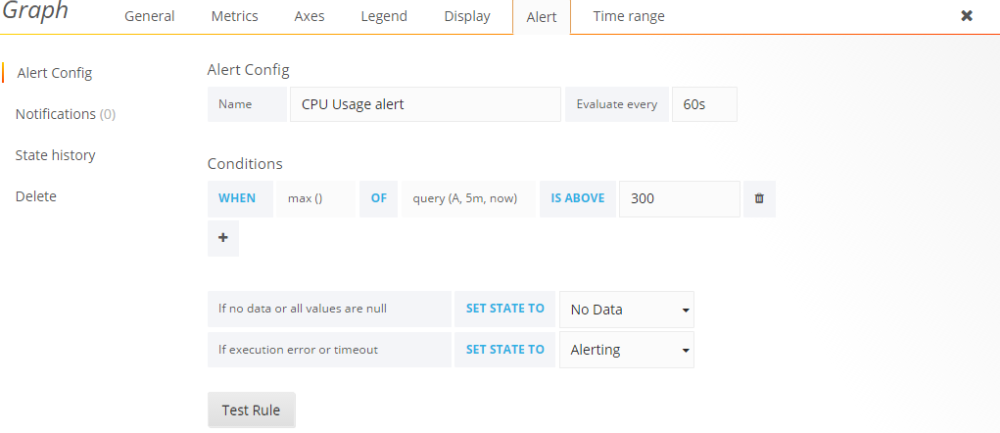 Graph General Metrics Axes Legend Display Alert Time range ✖
Alert Config
Notifications (0)
State history
Delete
Alert Config
Name CPU Usage alert Evaluate every 60s
Conditions
WHEN max () OF query (A, 5m, now) IS ABOVE 300
+
If no data or all values are null SET STATE TO No Data
If execution error or timeout SET STATE TO Alerting
Test Rule